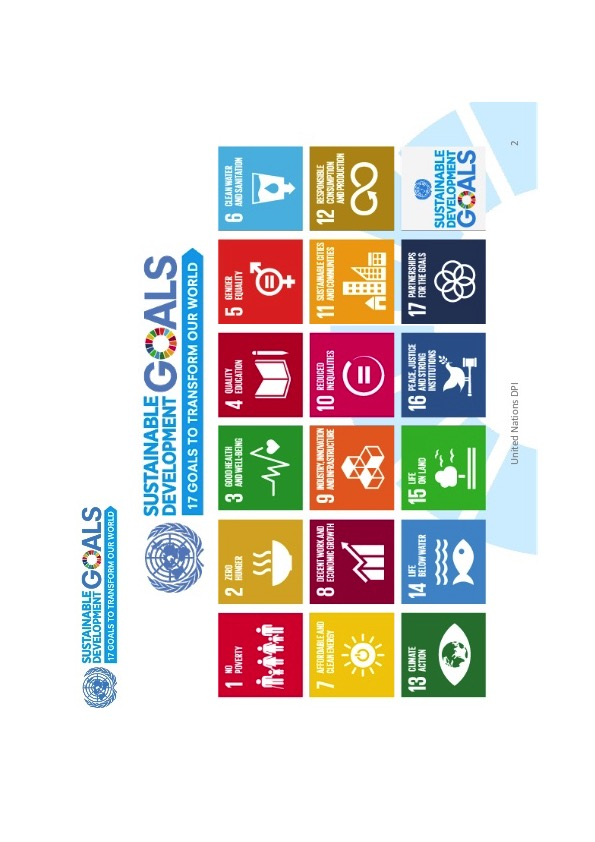 SUSTAINABLE
DEVELOPMENT GOALS
17 GOALS TO TRANSFORM OUR WORLD
SUSTAINABLE
DEVELOPMENT GOALS
17 GOALS TO TRANSFORM OUR WORLD
1 NO
POVERTY
2 ZERO
HUNGER
3 GOOD HEALTH
AND WELL-BEING
4 QUALITY
EDUCATION
5 GENDER
EQUALITY
6 CLEAN WATER
AND SANITATION
7 AFFORDABLE AND
CLEAN ENERGY
8 DECENT WORK AND
ECONOMIC GROWTH
9 INDUSTRY, INNOVATION
AND INFRASTRUCTURE
10 REDUCED
INEQUALITIES
11 SUSTAINABLE CITIES
AND COMMUNITIES
12 RESPONSIBLE
CONSUMPTION
AND PRODUCTION
13 CLIMATE
ACTION
14 LIFE
BELOW WATER
15 LIFE
ON LAND
16 PEACE, JUSTICE
AND STRONG
INSTITUTIONS
17 PARTNERSHIPS
FOR THE GOALS
SUSTAINABLE
DEVELOPMENT
GOALS
United Nations DPI
2